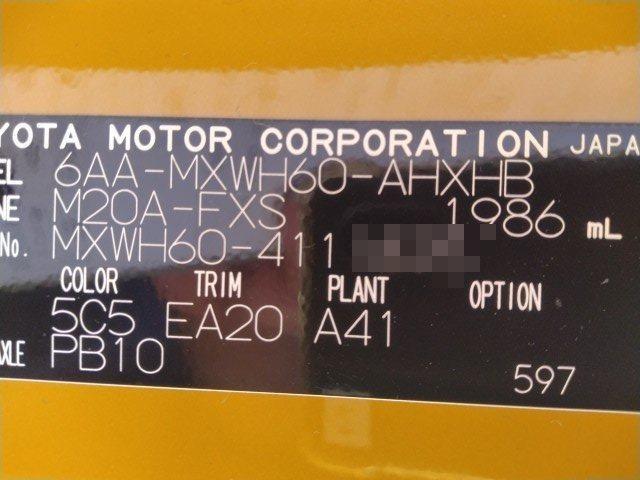 YOTA MOTOR CORPORATION JAPA
EL 6AA-MXWH60-AHXHB
NE M20A-FXS 1986 mL
No. MXWH60-411
COLOR TRIM PLANT OPTION
5C5 EA20 A41
AXLE PB10
597